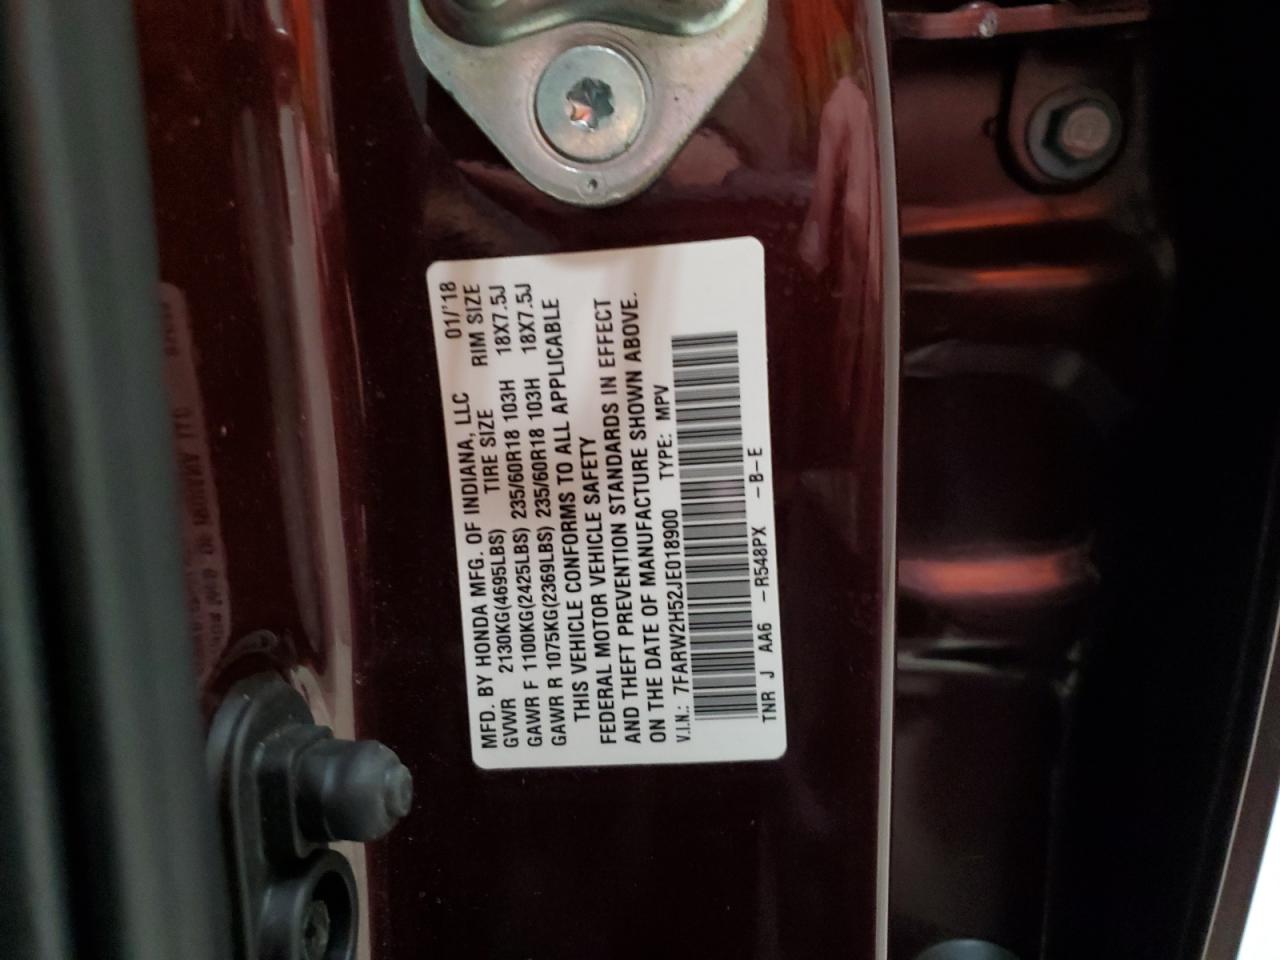 MFD. BY HONDA MFG. OF INDIANA, LLC 01/'18
GVWR 2130KG(4695LBS) TIRE SIZE RIM SIZE
GAWR F 1100KG(2425LBS) 235/60R18 103H 18X7.5J
GAWR R 1075KG(2369LBS) 235/60R18 103H 18X7.5J
THIS VEHICLE CONFORMS TO ALL APPLICABLE
FEDERAL MOTOR VEHICLE SAFETY
AND THEFT PREVENTION STANDARDS IN EFFECT
ON THE DATE OF MANUFACTURE SHOWN ABOVE.
V.I.N.: 7FARW2H52JE018900 TYPE: MPV
TNR J AA6 -R548PX -B-E